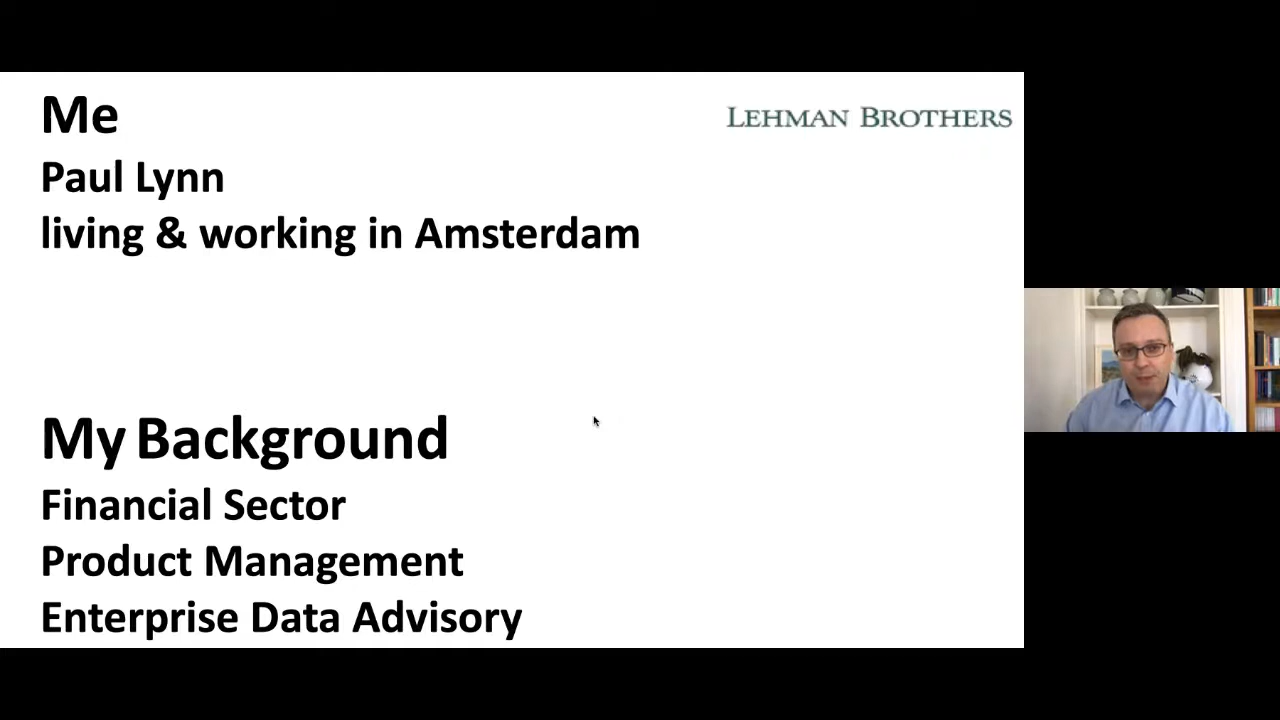 Me
LEHMAN BROTHERS
Paul Lynn
living & working in Amsterdam
My Background
Financial Sector
Product Management
Enterprise Data Advisory